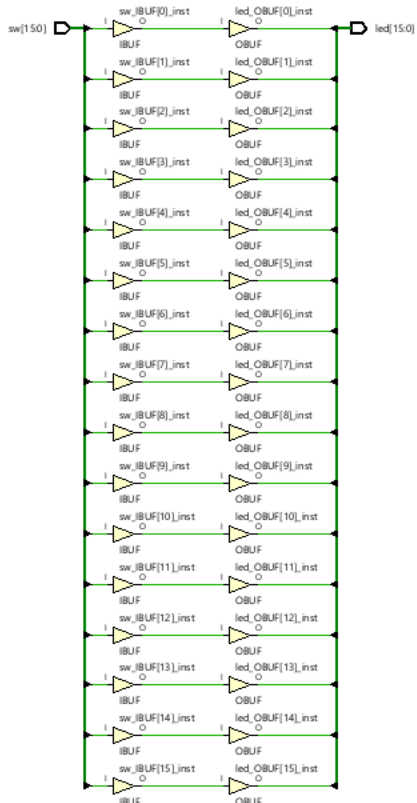 sw_IBUF[0]_inst led_OBUF[0]_inst
sw[15:0] I O I O led[15:0]
IBUF OBUF
sw_IBUF[1]_inst led_OBUF[1]_inst
I O I O
IBUF OBUF
sw_IBUF[2]_inst led_OBUF[2]_inst
I O I O
IBUF OBUF
sw_IBUF[3]_inst led_OBUF[3]_inst
I O I O
IBUF OBUF
sw_IBUF[4]_inst led_OBUF[4]_inst
I O I O
IBUF OBUF
sw_IBUF[5]_inst led_OBUF[5]_inst
I O I O
IBUF OBUF
sw_IBUF[6]_inst led_OBUF[6]_inst
I O I O
IBUF OBUF
sw_IBUF[7]_inst led_OBUF[7]_inst
I O I O
IBUF OBUF
sw_IBUF[8]_inst led_OBUF[8]_inst
I O I O
IBUF OBUF
sw_IBUF[9]_inst led_OBUF[9]_inst
I O I O
IBUF OBUF
sw_IBUF[10]_inst led_OBUF[10]_inst
I O I O
IBUF OBUF
sw_IBUF[11]_inst led_OBUF[11]_inst
I O I O
IBUF OBUF
sw_IBUF[12]_inst led_OBUF[12]_inst
I O I O
IBUF OBUF
sw_IBUF[13]_inst led_OBUF[13]_inst
I O I O
IBUF OBUF
sw_IBUF[14]_inst led_OBUF[14]_inst
I O I O
IBUF OBUF
sw_IBUF[15]_inst led_OBUF[15]_inst
I O I O
IBUF OBUF